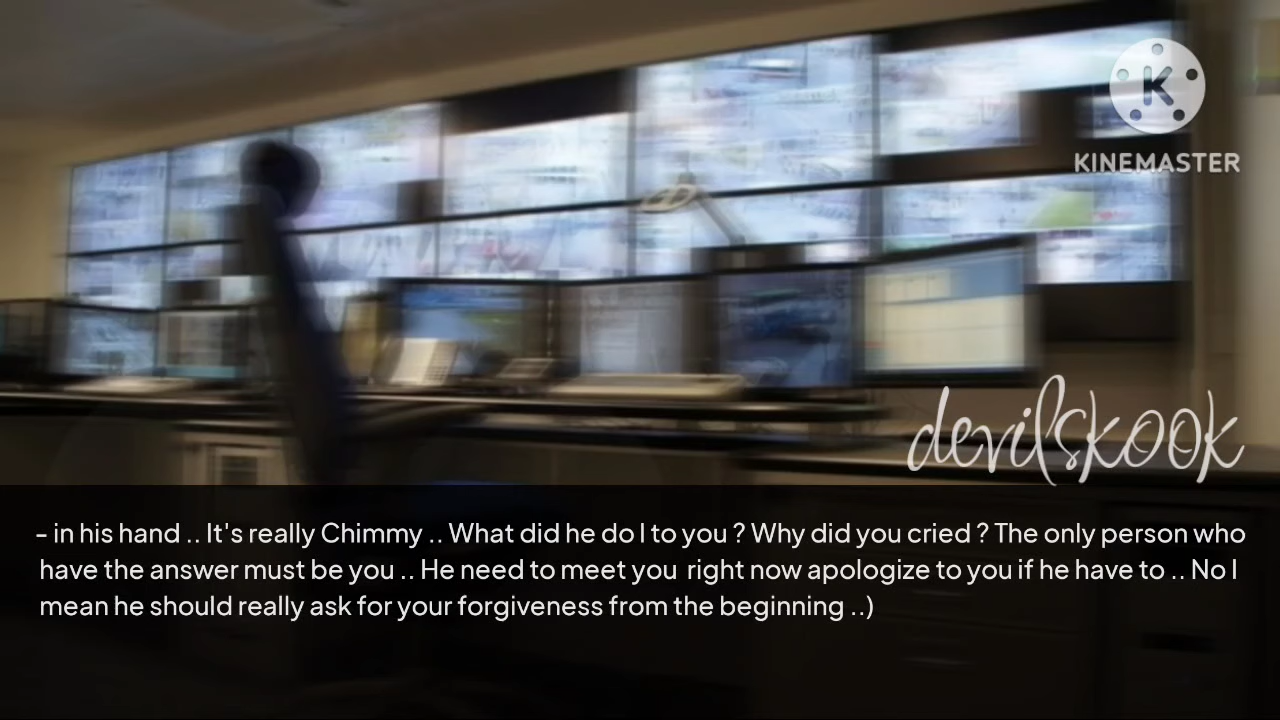 KINEMASTER
devilskook
- in his hand .. It's really Chimmy .. What did he do I to you ? Why did you cried ? The only person who
have the answer must be you .. He need to meet you  right now apologize to you if he have to .. No I
mean he should really ask for your forgiveness from the beginning ..)